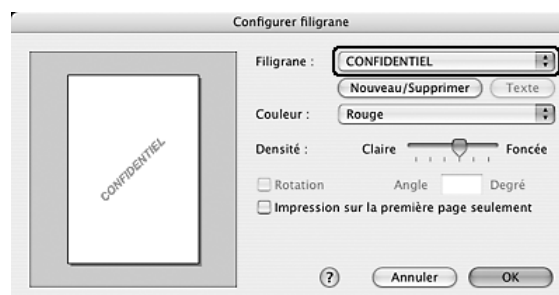 Configurer filigrane
Filigrane : CONFIDENTIEL
Nouveau/Supprimer Texte
Couleur : Rouge
Densité : Claire Foncée
Rotation Angle Degré
Impression sur la première page seulement
CONFIDENTIEL
? Annuler OK